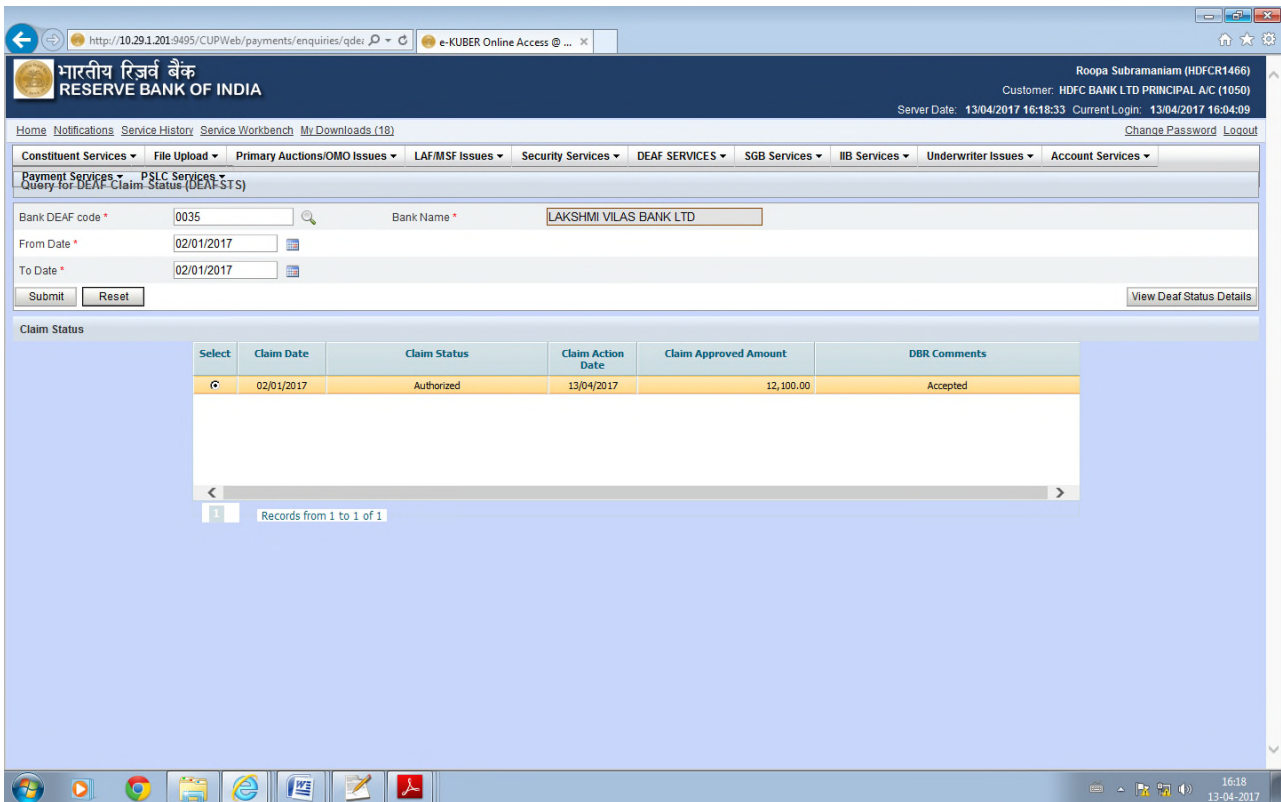 http://10.29.1.201:9495/CUPWeb/payments/enquiries/qdea
e-KUBER Online Access @ ...
भारतीय रिज़र्व बैंक
RESERVE BANK OF INDIA
Roopa Subramaniam (HDFCR1466)
Customer: HDFC BANK LTD PRINCIPAL A/C (1050)
Server Date: 13/04/2017 16:18:33 Current Login: 13/04/2017 16:04:09
Home Notifications Service History Service Workbench My Downloads (18) Change Password Logout
Constituent Services File Upload Primary Auctions/OMO Issues LAF/MSF Issues Security Services DEAF SERVICES SGB Services IIB Services Underwriter Issues Account Services
Payment Services PSLC Services
Query for DEAF Claim Status (DEAFSTS)
Bank DEAF code * 0035 Bank Name * LAKSHMI VILAS BANK LTD
From Date * 02/01/2017
To Date * 02/01/2017
Submit Reset View Deaf Status Details
Claim Status
Select Claim Date Claim Status Claim Action Date Claim Approved Amount DBR Comments
02/01/2017 Authorized 13/04/2017 12,100.00 Accepted
1 Records from 1 to 1 of 1
16:18
13-04-2017